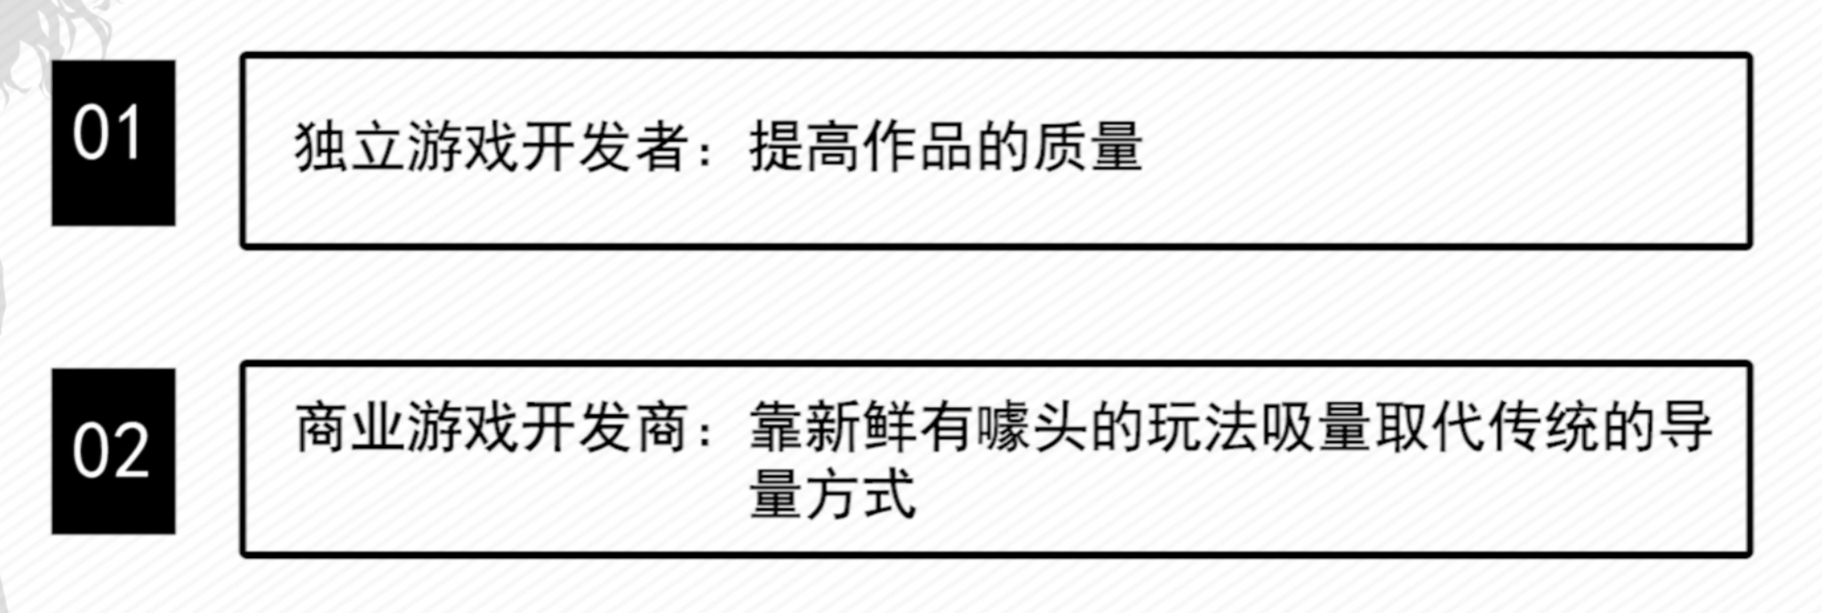 01
独立游戏开发者：提高作品的质量
02
商业游戏开发商：靠新鲜有噱头的玩法吸量取代传统的导
量方式